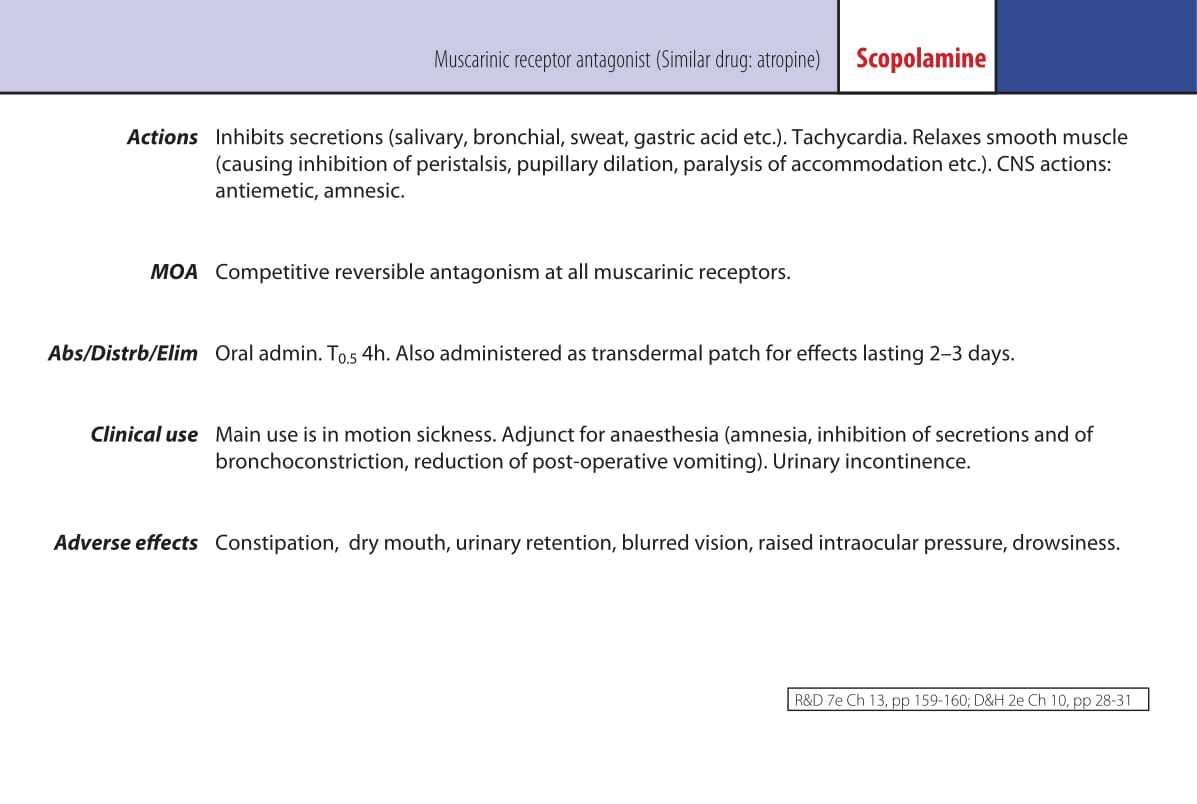 Muscarinic receptor antagonist (Similar drug: atropine) Scopolamine
Actions Inhibits secretions (salivary, bronchial, sweat, gastric acid etc.). Tachycardia. Relaxes smooth muscle
(causing inhibition of peristalsis, pupillary dilation, paralysis of accommodation etc.). CNS actions:
antiemetic, amnesic.
MOA Competitive reversible antagonism at all muscarinic receptors.
Abs/Distrb/Elim Oral admin. T0.5 4h. Also administered as transdermal patch for effects lasting 2–3 days.
Clinical use Main use is in motion sickness. Adjunct for anaesthesia (amnesia, inhibition of secretions and of
bronchoconstriction, reduction of post-operative vomiting). Urinary incontinence.
Adverse effects Constipation, dry mouth, urinary retention, blurred vision, raised intraocular pressure, drowsiness.
R&D 7e Ch 13, pp 159-160; D&H 2e Ch 10, pp 28-31